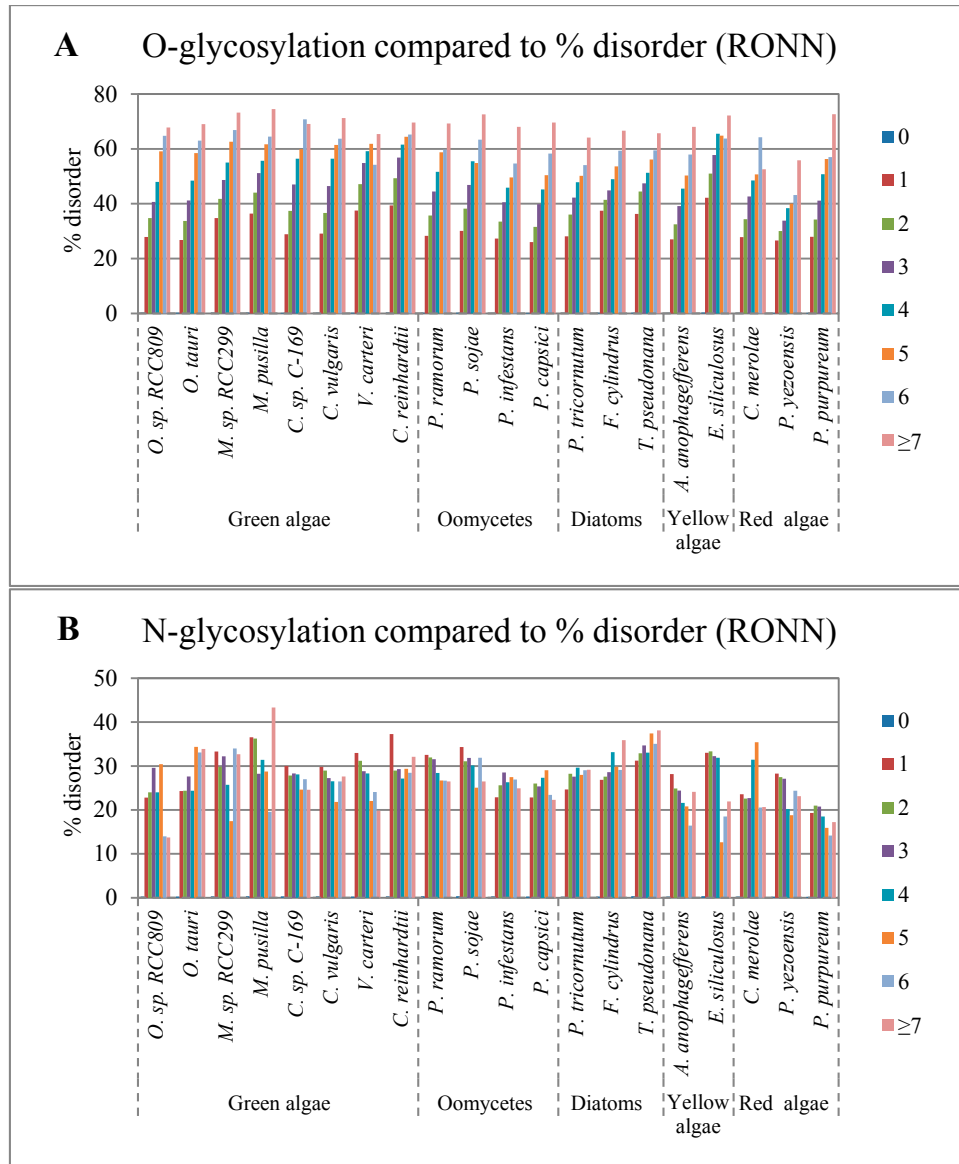 A O-glycosylation compared to % disorder (RONN)
80
60
40
20
0
% disorder
O. sp. RCC809
O. tauri
M. sp. RCC299
M. pusilla
C. sp. C-169
C. vulgaris
V. carteri
C. reinhardtii
P. ramorum
P. sojae
P. infestans
P. capsici
P. tricornutum
F. cylindrus
T. pseudonana
A. anophagefferens
E. siliculosus
C. merolae
P. yezoensis
P. purpureum
Green algae
Oomycetes
Diatoms
Yellow
algae
Red algae
0
1
2
3
4
5
6
≥7
B N-glycosylation compared to % disorder (RONN)
50
40
30
20
10
0
% disorder
O. sp. RCC809
O. tauri
M. sp. RCC299
M. pusilla
C. sp. C-169
C. vulgaris
V. carteri
C. reinhardtii
P. ramorum
P. sojae
P. infestans
P. capsici
P. tricornutum
F. cylindrus
T. pseudonana
A. anophagefferens
E. siliculosus
C. merolae
P. yezoensis
P. purpureum
Green algae
Oomycetes
Diatoms
Yellow
algae
Red algae
0
1
2
3
4
5
6
≥7